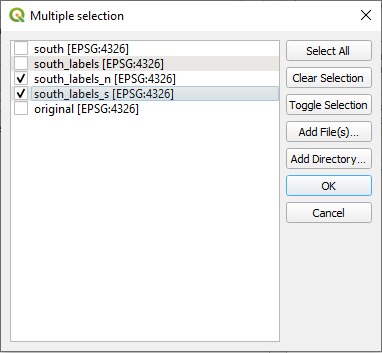 Multiple selection
south [EPSG:4326]
south_labels [EPSG:4326]
south_labels_n [EPSG:4326]
south_labels_s [EPSG:4326]
original [EPSG:4326]
Select All
Clear Selection
Toggle Selection
Add File(s)...
Add Directory...
OK
Cancel